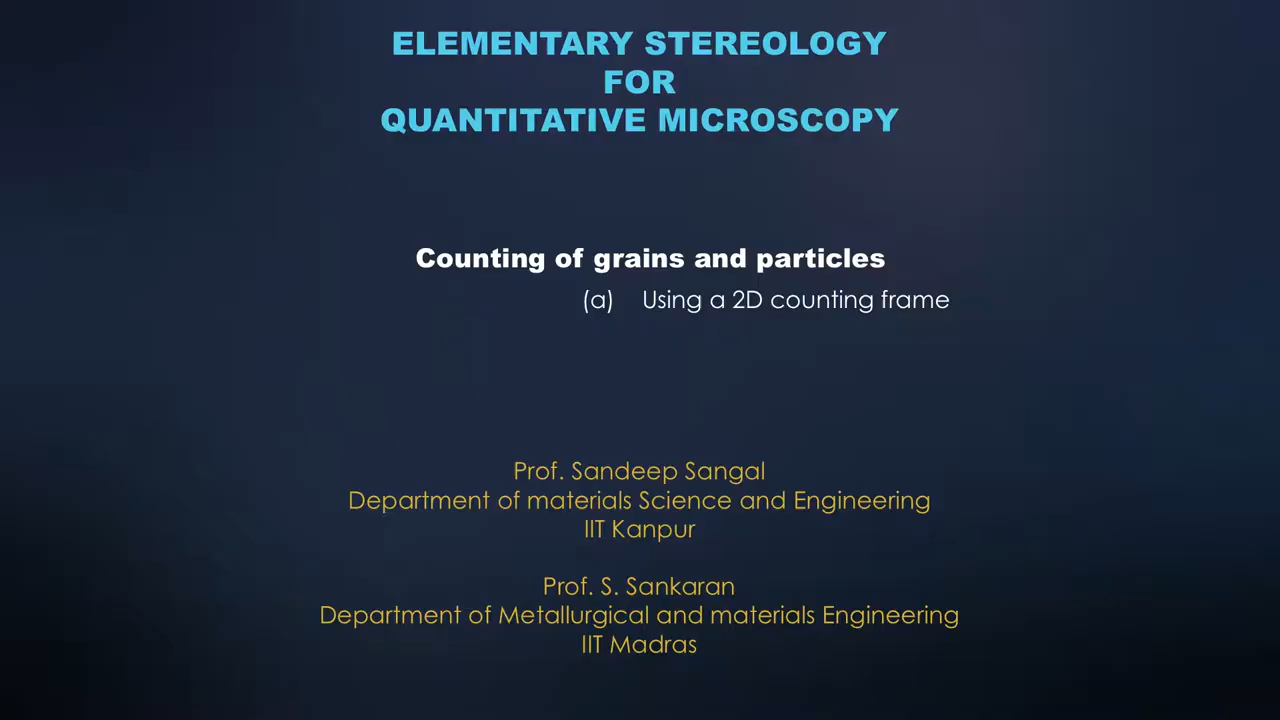 ELEMENTARY STEREOLOGY
FOR
QUANTITATIVE MICROSCOPY
Counting of grains and particles
(a) Using a 2D counting frame
Prof. Sandeep Sangal
Department of materials Science and Engineering
IIT Kanpur
Prof. S. Sankaran
Department of Metallurgical and materials Engineering
IIT Madras